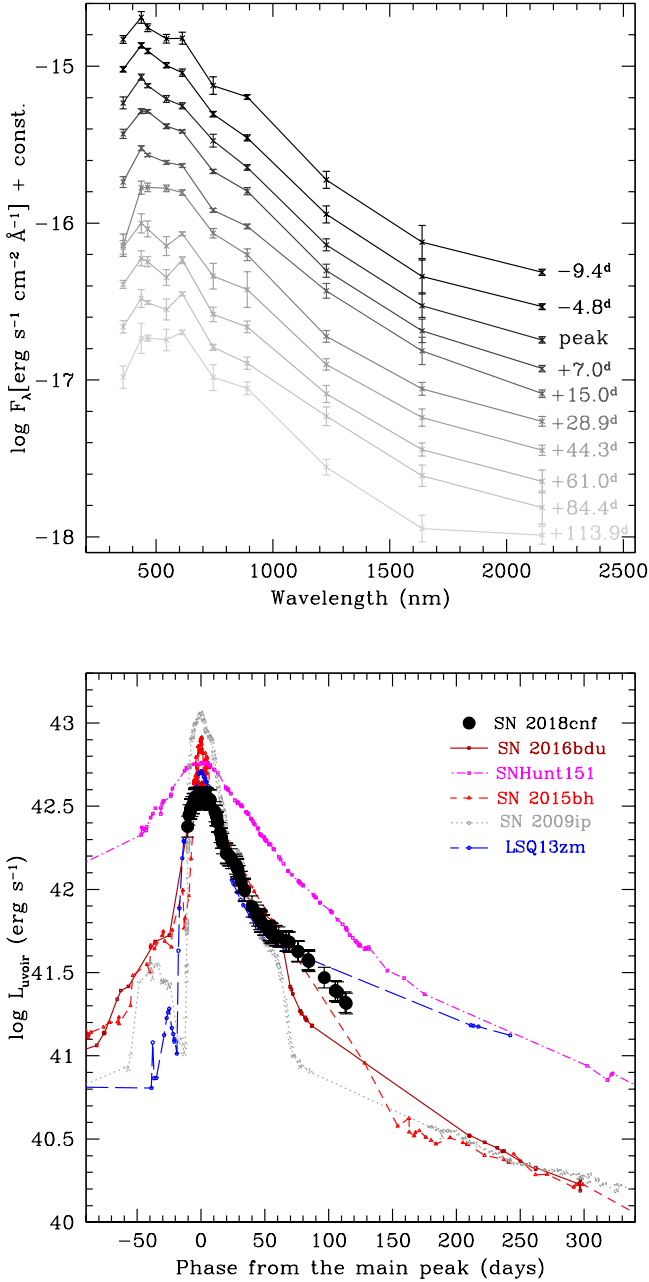 −15
−16
−17
−18
log F_λ[erg s⁻¹ cm⁻² Å⁻¹] + const.
−9.4ᵈ
−4.8ᵈ
peak
+7.0ᵈ
+15.0ᵈ
+28.9ᵈ
+44.3ᵈ
+61.0ᵈ
+84.4ᵈ
+113.9ᵈ
500 1000 1500 2000 2500
Wavelength (nm)
43
42.5
42
41.5
41
40.5
40
log L_uvoir (erg s⁻¹)
SN 2018cnf
SN 2016bdu
SNHunt151
SN 2015bh
SN 2009ip
LSQ13zm
−50 0 50 100 150 200 250 300
Phase from the main peak (days)